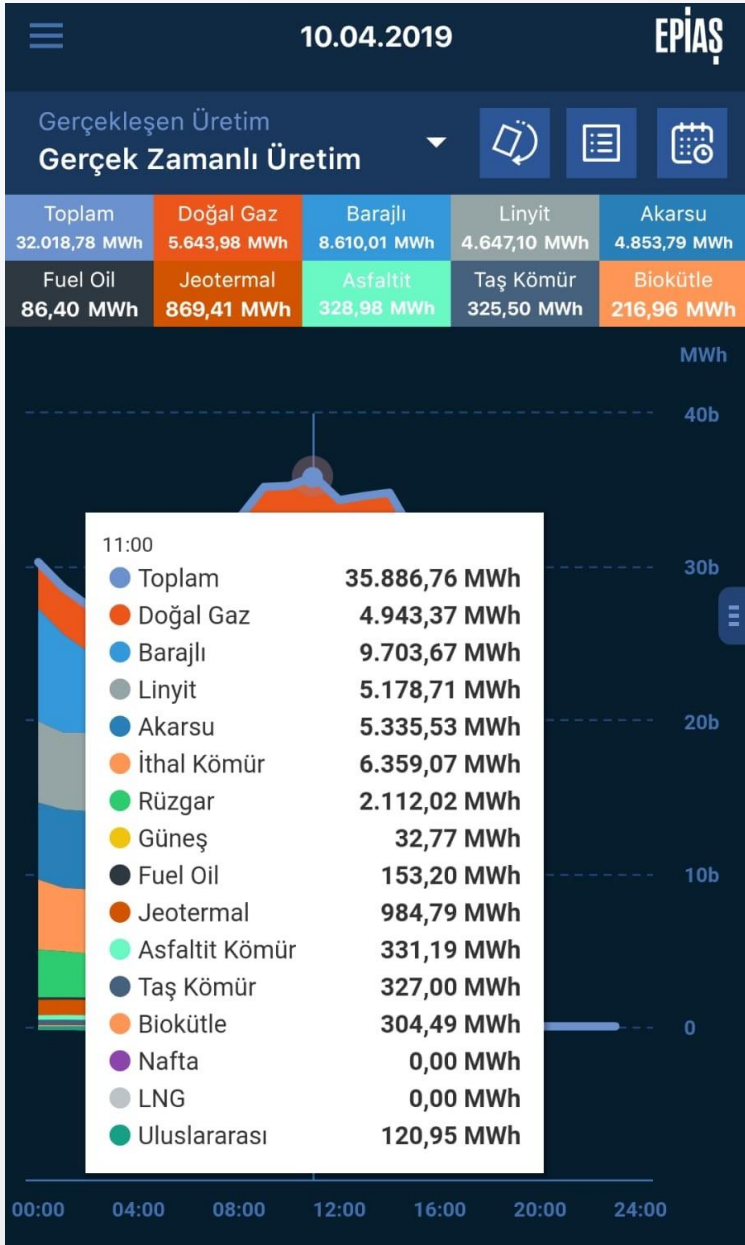 10.04.2019
EPİAŞ
Gerçekleşen Üretim
Gerçek Zamanlı Üretim
Toplam Doğal Gaz Barajlı Linyit Akarsu
32.018,78 MWh 5.643,98 MWh 8.610,01 MWh 4.647,10 MWh 4.853,79 MWh
Fuel Oil Jeotermal Asfaltit Taş Kömür Biokütle
86,40 MWh 869,41 MWh 328,98 MWh 325,50 MWh 216,96 MWh
MWh
40b
30b
20b
10b
0
11:00
Toplam 35.886,76 MWh
Doğal Gaz 4.943,37 MWh
Barajlı 9.703,67 MWh
Linyit 5.178,71 MWh
Akarsu 5.335,53 MWh
İthal Kömür 6.359,07 MWh
Rüzgar 2.112,02 MWh
Güneş 32,77 MWh
Fuel Oil 153,20 MWh
Jeotermal 984,79 MWh
Asfaltit Kömür 331,19 MWh
Taş Kömür 327,00 MWh
Biokütle 304,49 MWh
Nafta 0,00 MWh
LNG 0,00 MWh
Uluslararası 120,95 MWh
00:00 04:00 08:00 12:00 16:00 20:00 24:00